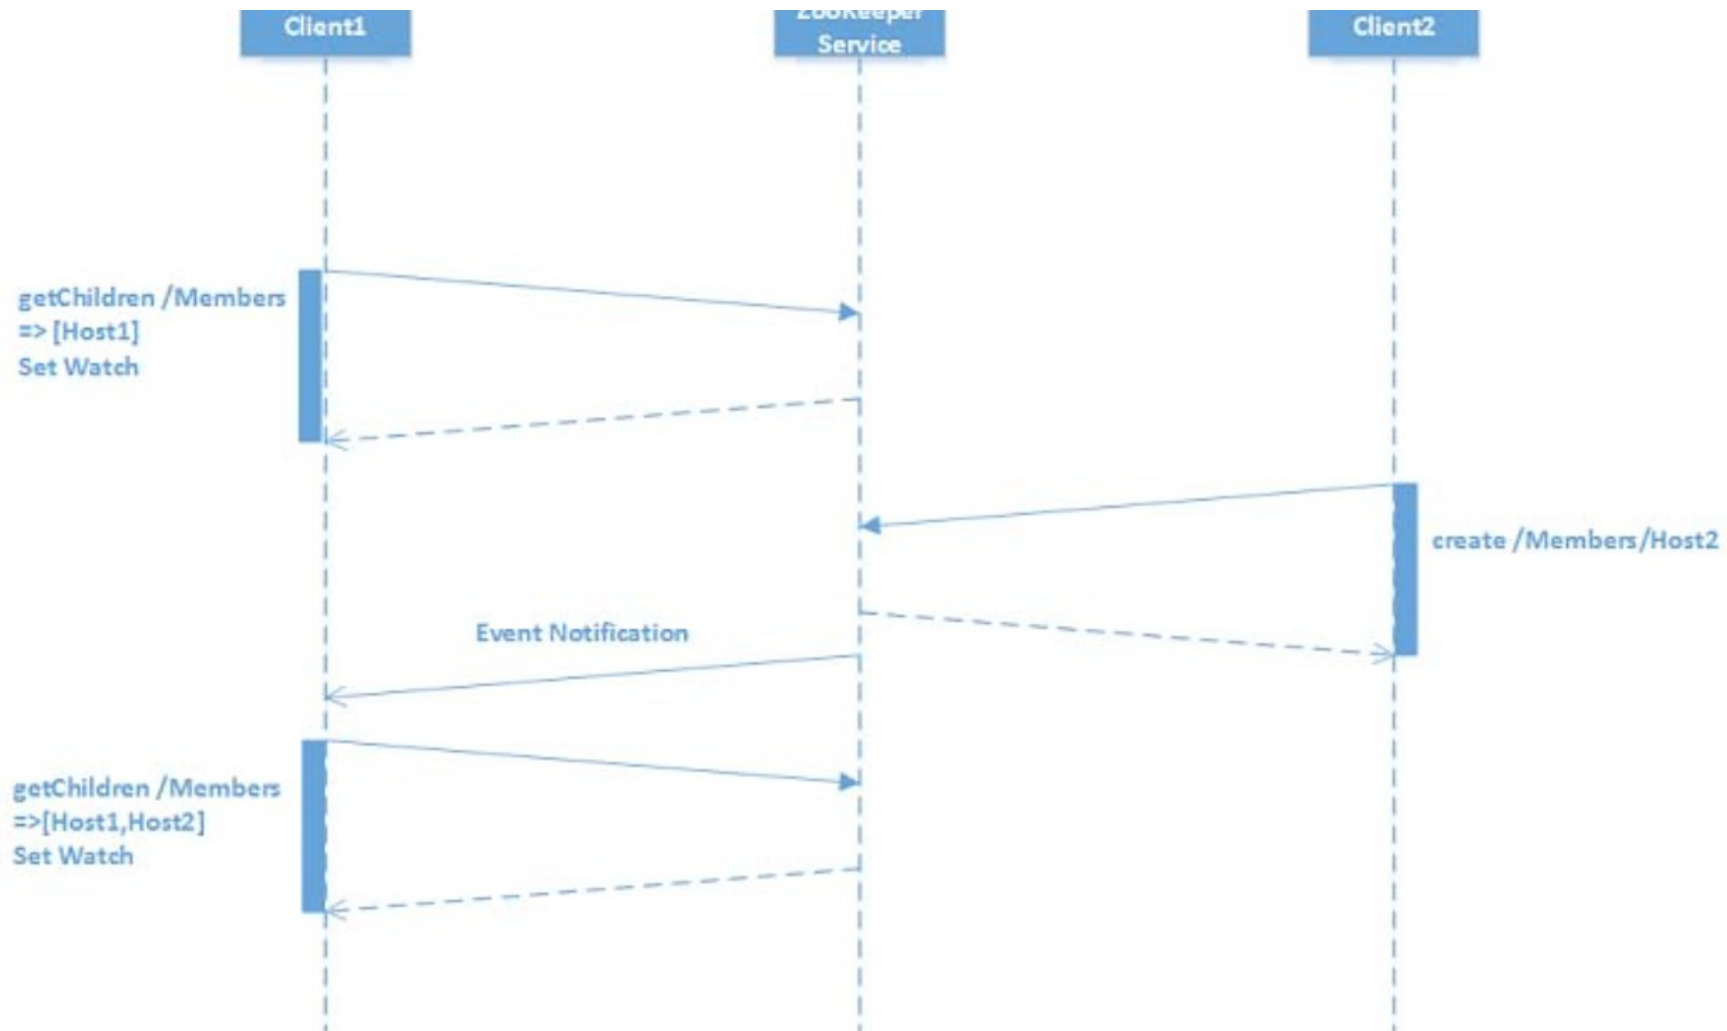 Client1
ZooKeeper
Service
Client2
getChildren /Members
=> [Host1]
Set Watch
create /Members/Host2
Event Notification
getChildren /Members
=>[Host1,Host2]
Set Watch